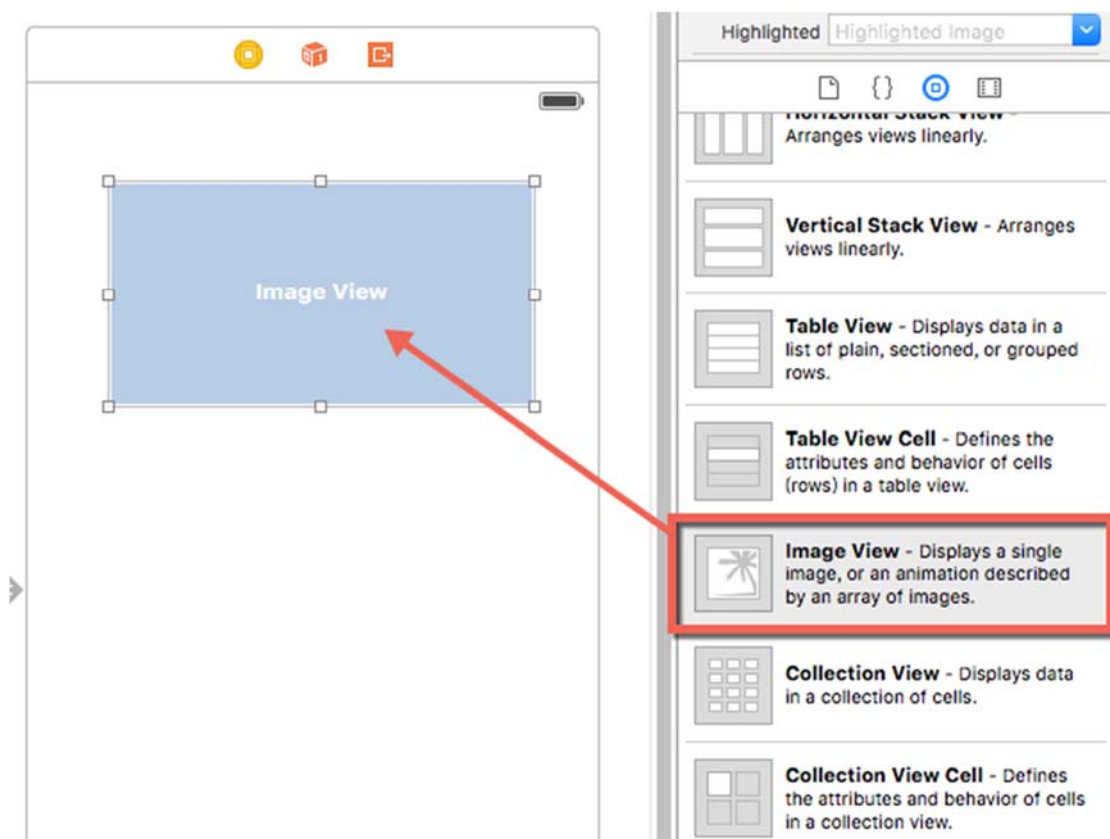 Highlighted Highlighted Image
Horizontal Stack View -
Arranges views linearly.
Vertical Stack View - Arranges
views linearly.
Image View
Table View - Displays data in a
list of plain, sectioned, or grouped
rows.
Table View Cell - Defines the
attributes and behavior of cells
(rows) in a table view.
Image View - Displays a single
image, or an animation described
by an array of images.
Collection View - Displays data
in a collection of cells.
Collection View Cell - Defines
the attributes and behavior of cells
in a collection view.